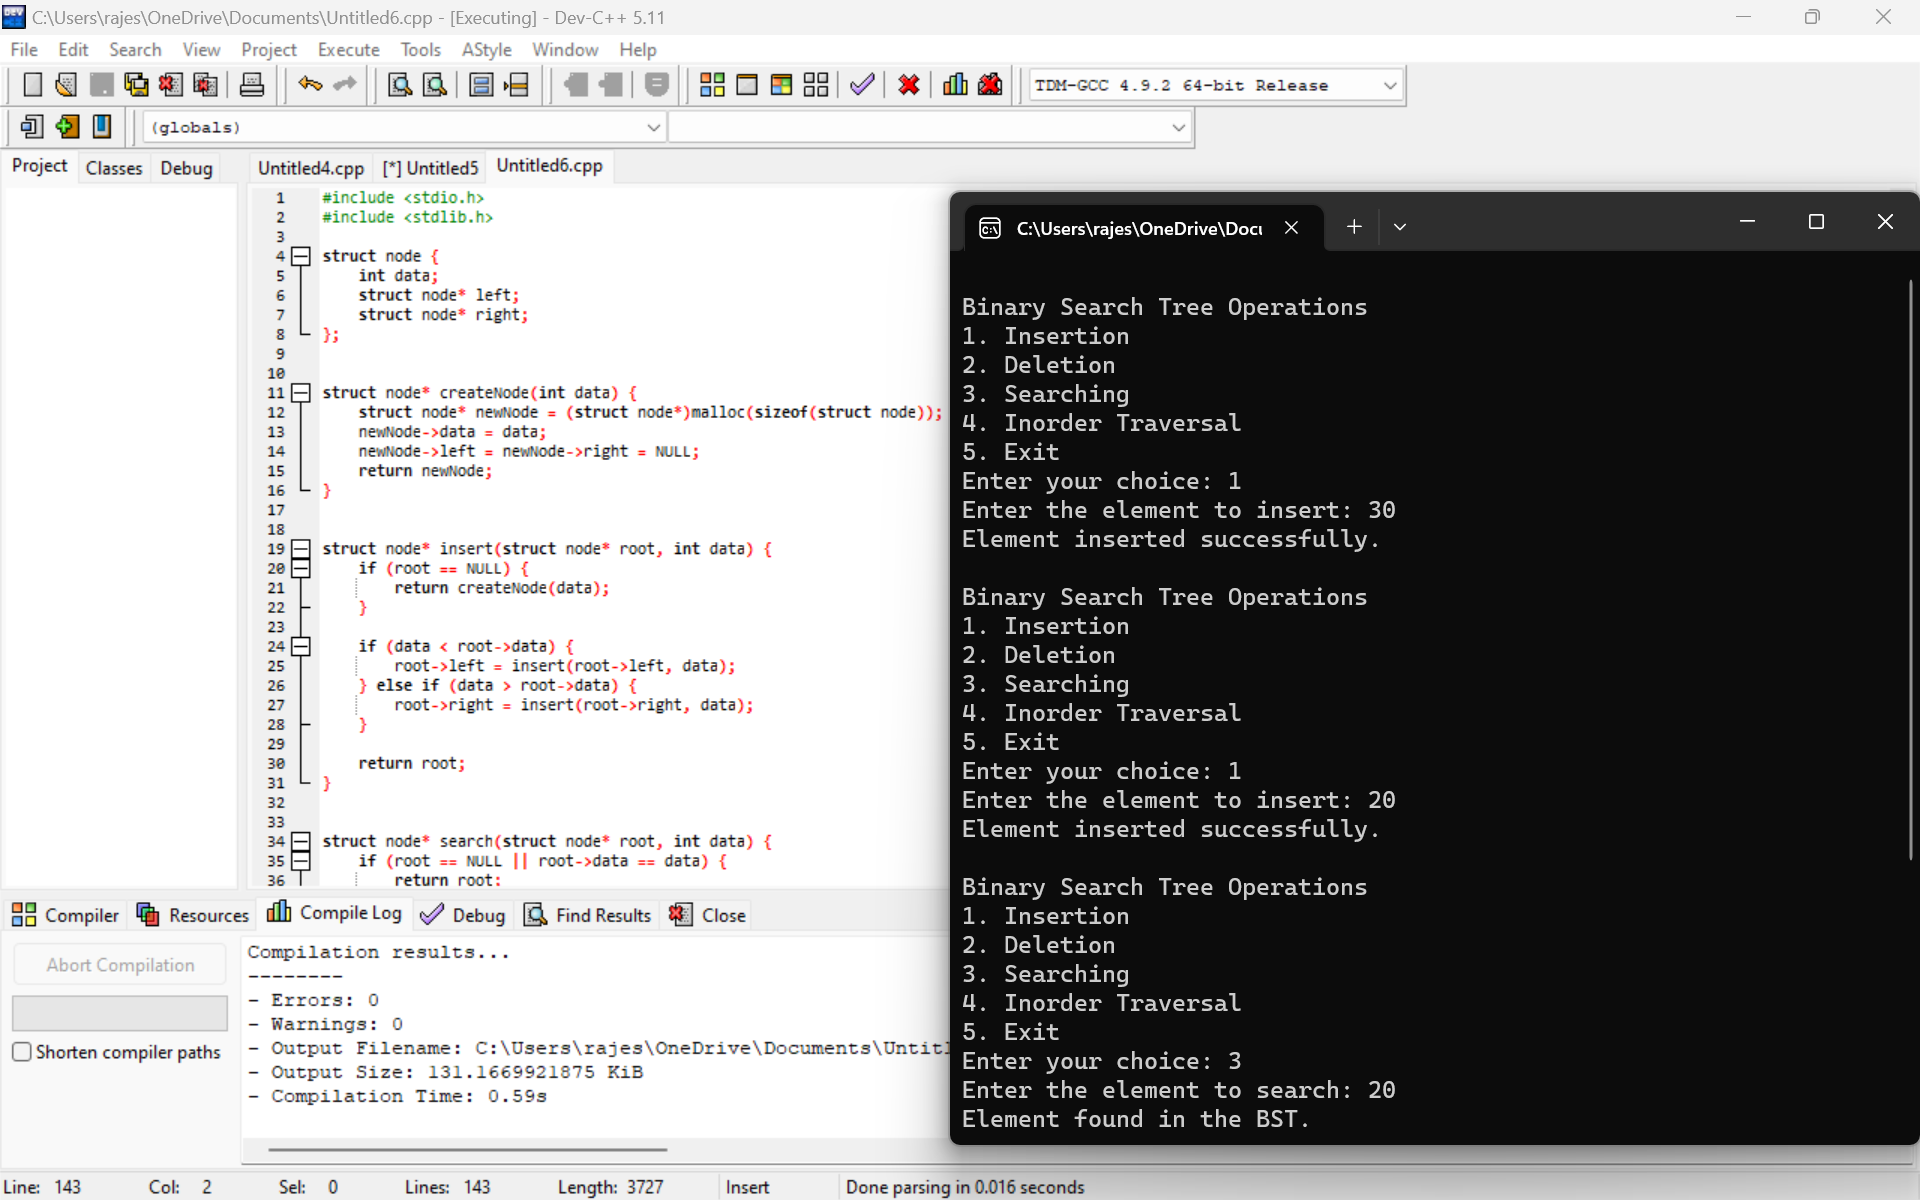 C:\Users\rajes\OneDrive\Documents\Untitled6.cpp - [Executing] - Dev-C++ 5.11
File Edit Search View Project Execute Tools AStyle Window Help
TDM-GCC 4.9.2 64-bit Release
(globals)
Project Classes Debug
Untitled4.cpp [*] Untitled5 Untitled6.cpp
1 #include <stdio.h>
2 #include <stdlib.h>
3
4 struct node {
5 int data;
6 struct node* left;
7 struct node* right;
8 };
9
10
11 struct node* createNode(int data) {
12 struct node* newNode = (struct node*)malloc(sizeof(struct node));
13 newNode->data = data;
14 newNode->left = newNode->right = NULL;
15 return newNode;
16 }
17
18
19 struct node* insert(struct node* root, int data) {
20 if (root == NULL) {
21 return createNode(data);
22 }
23
24 if (data < root->data) {
25 root->left = insert(root->left, data);
26 } else if (data > root->data) {
27 root->right = insert(root->right, data);
28 }
29
30 return root;
31 }
32
33
34 struct node* search(struct node* root, int data) {
35 if (root == NULL || root->data == data) {
36 return root;
C:\Users\rajes\OneDrive\Docu
Binary Search Tree Operations
1. Insertion
2. Deletion
3. Searching
4. Inorder Traversal
5. Exit
Enter your choice: 1
Enter the element to insert: 30
Element inserted successfully.
Binary Search Tree Operations
1. Insertion
2. Deletion
3. Searching
4. Inorder Traversal
5. Exit
Enter your choice: 1
Enter the element to insert: 20
Element inserted successfully.
Binary Search Tree Operations
1. Insertion
2. Deletion
3. Searching
4. Inorder Traversal
5. Exit
Enter your choice: 3
Enter the element to search: 20
Element found in the BST.
Compiler Resources Compile Log Debug Find Results Close
Abort Compilation
Shorten compiler paths
Compilation results...
--------
- Errors: 0
- Warnings: 0
- Output Filename: C:\Users\rajes\OneDrive\Documents\Untitl
- Output Size: 131.1669921875 KiB
- Compilation Time: 0.59s
Line: 143 Col: 2 Sel: 0 Lines: 143 Length: 3727 Insert Done parsing in 0.016 seconds